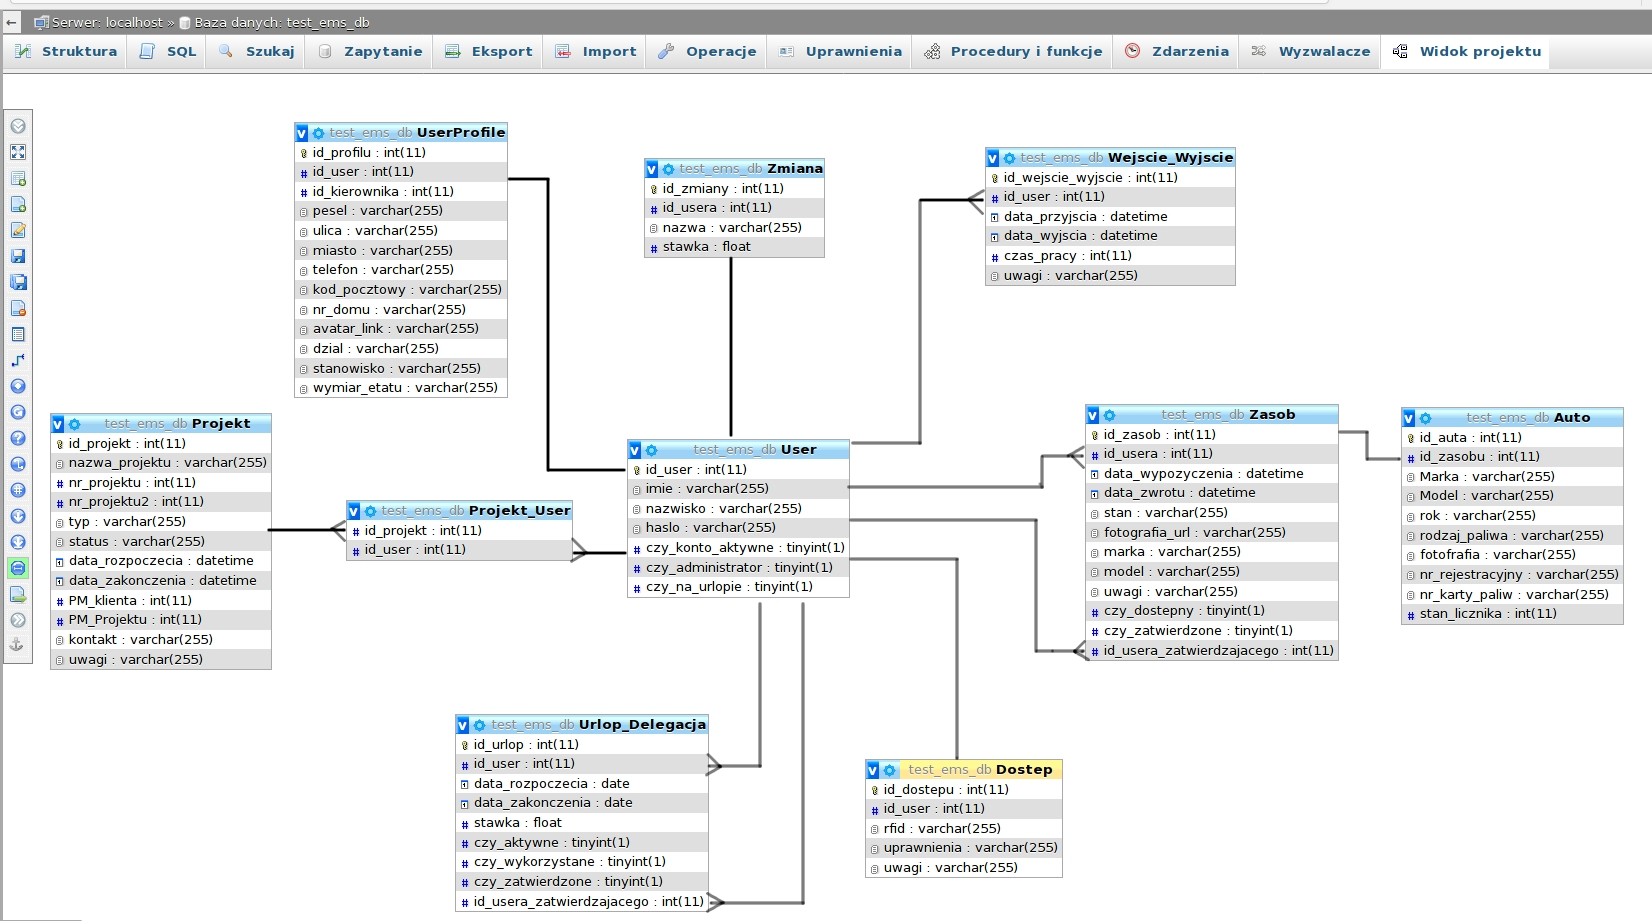 Serwer: localhost » Baza danych: test_ems_db
Struktura SQL Szukaj Zapytanie Eksport Import Operacje Uprawnienia Procedury i funkcje Zdarzenia Wyzwalacze Widok projektu
test_ems_db UserProfile
id_profilu : int(11)
id_user : int(11)
id_kierownika : int(11)
pesel : varchar(255)
ulica : varchar(255)
miasto : varchar(255)
telefon : varchar(255)
kod_pocztowy : varchar(255)
nr_domu : varchar(255)
avatar_link : varchar(255)
dzial : varchar(255)
stanowisko : varchar(255)
wymiar_etatu : varchar(255)
test_ems_db Zmiana
id_zmiany : int(11)
id_usera : int(11)
nazwa : varchar(255)
stawka : float
test_ems_db Wejscie_Wyjscie
id_wejscie_wyjscie : int(11)
id_user : int(11)
data_przyjscia : datetime
data_wyjscia : datetime
czas_pracy : int(11)
uwagi : varchar(255)
test_ems_db Projekt
id_projekt : int(11)
nazwa_projektu : varchar(255)
nr_projektu : int(11)
nr_projektu2 : int(11)
typ : varchar(255)
status : varchar(255)
data_rozpoczecia : datetime
data_zakonczenia : datetime
PM_klienta : int(11)
PM_Projektu : int(11)
kontakt : varchar(255)
uwagi : varchar(255)
test_ems_db Projekt_User
id_projekt : int(11)
id_user : int(11)
test_ems_db User
id_user : int(11)
imie : varchar(255)
nazwisko : varchar(255)
haslo : varchar(255)
czy_konto_aktywne : tinyint(1)
czy_administrator : tinyint(1)
czy_na_urlopie : tinyint(1)
test_ems_db Zasob
id_zasob : int(11)
id_usera : int(11)
data_wypozyczenia : datetime
data_zwrotu : datetime
stan : varchar(255)
fotografia_url : varchar(255)
marka : varchar(255)
model : varchar(255)
uwagi : varchar(255)
czy_dostepny : tinyint(1)
czy_zatwierdzone : tinyint(1)
id_usera_zatwierdzajacego : int(11)
test_ems_db Auto
id_auta : int(11)
id_zasobu : int(11)
Marka : varchar(255)
Model : varchar(255)
rok : varchar(255)
rodzaj_paliwa : varchar(255)
fotofrafia : varchar(255)
nr_rejestracyjny : varchar(255)
nr_karty_paliw : varchar(255)
stan_licznika : int(11)
test_ems_db Urlop_Delegacja
id_urlop : int(11)
id_user : int(11)
data_rozpoczecia : date
data_zakonczenia : date
stawka : float
czy_aktywne : tinyint(1)
czy_wykorzystane : tinyint(1)
czy_zatwierdzone : tinyint(1)
id_usera_zatwierdzajacego : int(11)
test_ems_db Dostep
id_dostepu : int(11)
id_user : int(11)
rfid : varchar(255)
uprawnienia : varchar(255)
uwagi : varchar(255)